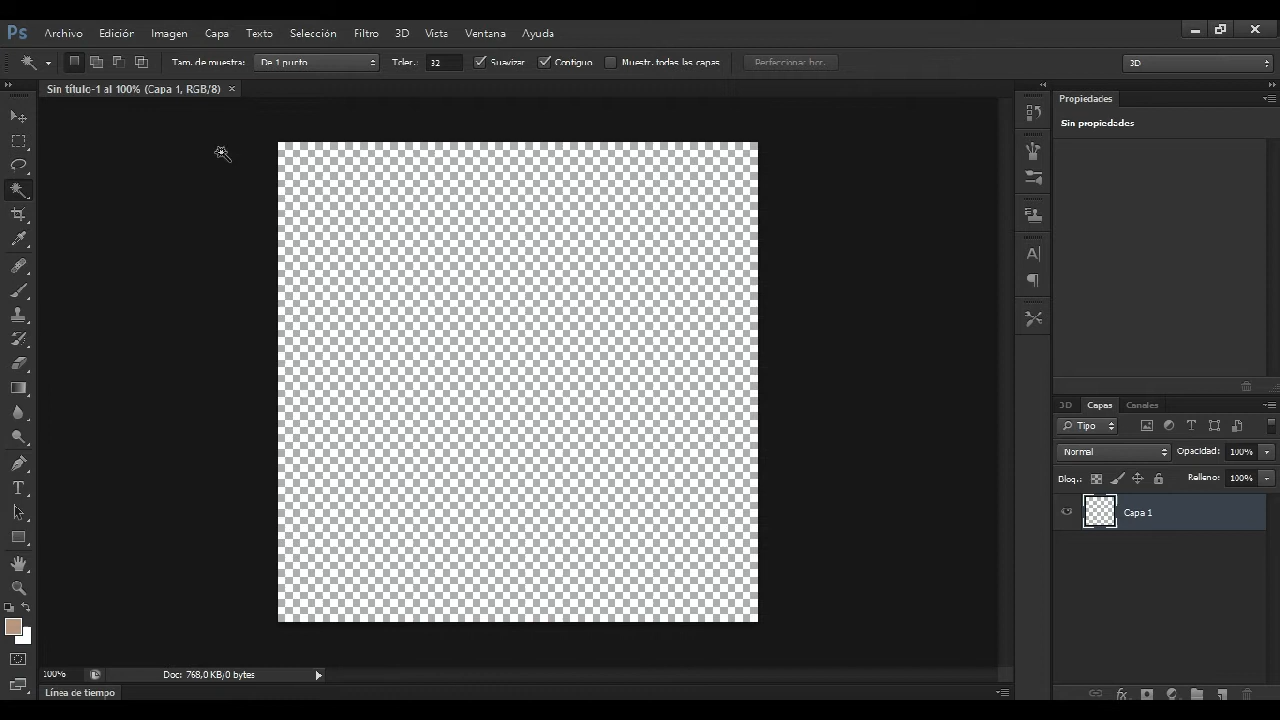 Ps Archivo Edición Imagen Capa Texto Selección Filtro 3D Vista Ventana Ayuda
Tam. de muestra: De 1 punto Toler.: 32 Suavizar Contiguo Muestr. todas las capas Perfeccionar bor... 3D
Sin título-1 al 100% (Capa 1, RGB/8) ×
Propiedades
Sin propiedades
3D Capas Canales
Tipo
Normal Opacidad: 100%
Bloq.: Relleno: 100%
Capa 1
100% Doc: 768,0 KB/0 bytes
Línea de tiempo